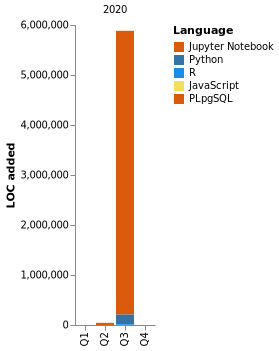 2020
Language
Jupyter Notebook
Python
R
JavaScript
PLpgSQL
LOC added
6,000,000
5,000,000
4,000,000
3,000,000
2,000,000
1,000,000
0
Q1
Q2
Q3
Q4